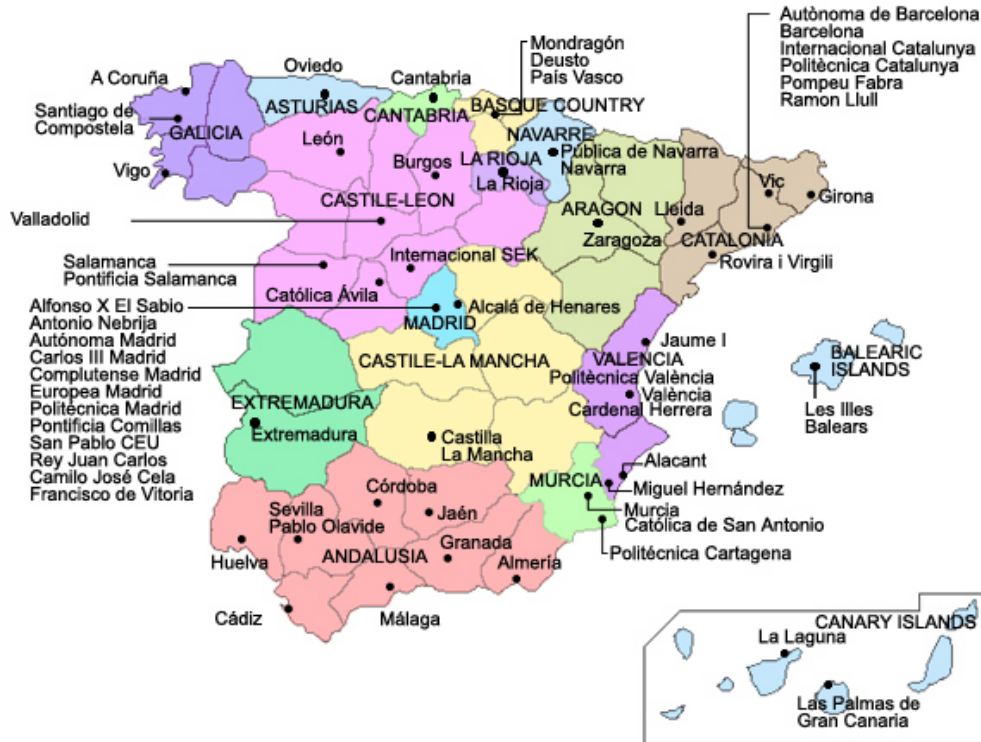 Autònoma de Barcelona
Barcelona
Internacional Catalunya
Politècnica Catalunya
Pompeu Fabra
Ramon Llull
Mondragón
Deusto
País Vasco
Oviedo
Cantabria
A Coruña
ASTURIAS
CANTABRIA
BASQUE COUNTRY
Santiago de
Compostela
GALICIA
León
NAVARRE
Pública de Navarra
Navarra
Burgos
LA RIOJA
La Rioja
Vigo
Vic
Girona
CASTILE-LEON
ARAGON
Lleida
Valladolid
Zaragoza
CATALONIA
Rovira i Virgili
Internacional SEK
Salamanca
Pontificia Salamanca
Católica Ávila
Alcalá de Henares
MADRID
Alfonso X El Sabio
Antonio Nebrija
Autónoma Madrid
Carlos III Madrid
Complutense Madrid
Europea Madrid
Politécnica Madrid
Pontificia Comillas
San Pablo CEU
Rey Juan Carlos
Camilo José Cela
Francisco de Vitoria
Jaume I
CASTILE-LA MANCHA
VALENCIA
Politècnica València
València
Cardenal Herrera
BALEARIC
ISLANDS
Les Illes
Balears
EXTREMADURA
Extremadura
Castilla
La Mancha
Alacant
Miguel Hernández
MURCIA
Murcia
Católica de San Antonio
Politécnica Cartagena
Córdoba
Sevilla
Pablo Olavide
Jaén
Huelva
ANDALUSIA
Granada
Almería
Cádiz
Málaga
CANARY ISLANDS
La Laguna
Las Palmas de
Gran Canaria